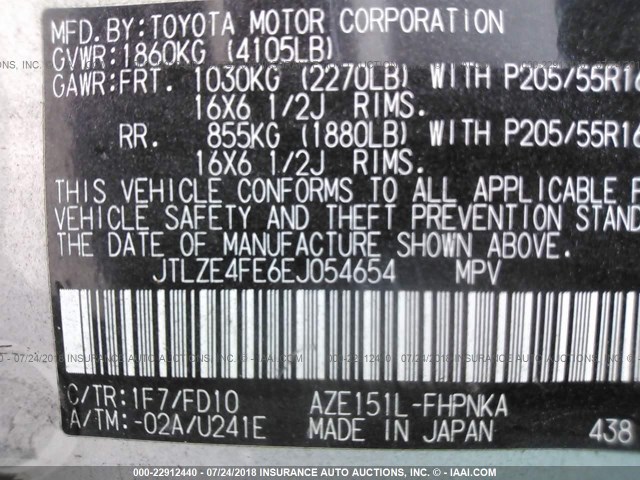 MFD.BY:TOYOTA MOTOR CORPORATION
GVWR:1860KG (4105LB)
GAWR:FRT. 1030KG (2270LB) WITH P205/55R16
16X6 1/2J RIMS.
RR. 855KG (1880LB) WITH P205/55R16
16X6 1/2J RIMS.
THIS VEHICLE CONFORMS TO ALL APPLICABLE F
VEHICLE SAFETY AND THEFT PREVENTION STAND
THE DATE OF MANUFACTURE SHOWN ABOVE.
JTLZE4FE6EJ054654 MPV
C/TR:1F7/FD10 AZE151L-FHPNKA
A/TM:-02A/U241E MADE IN JAPAN 438
000-22912440 - 07/24/2018 INSURANCE AUTO AUCTIONS - © IAAI.COM